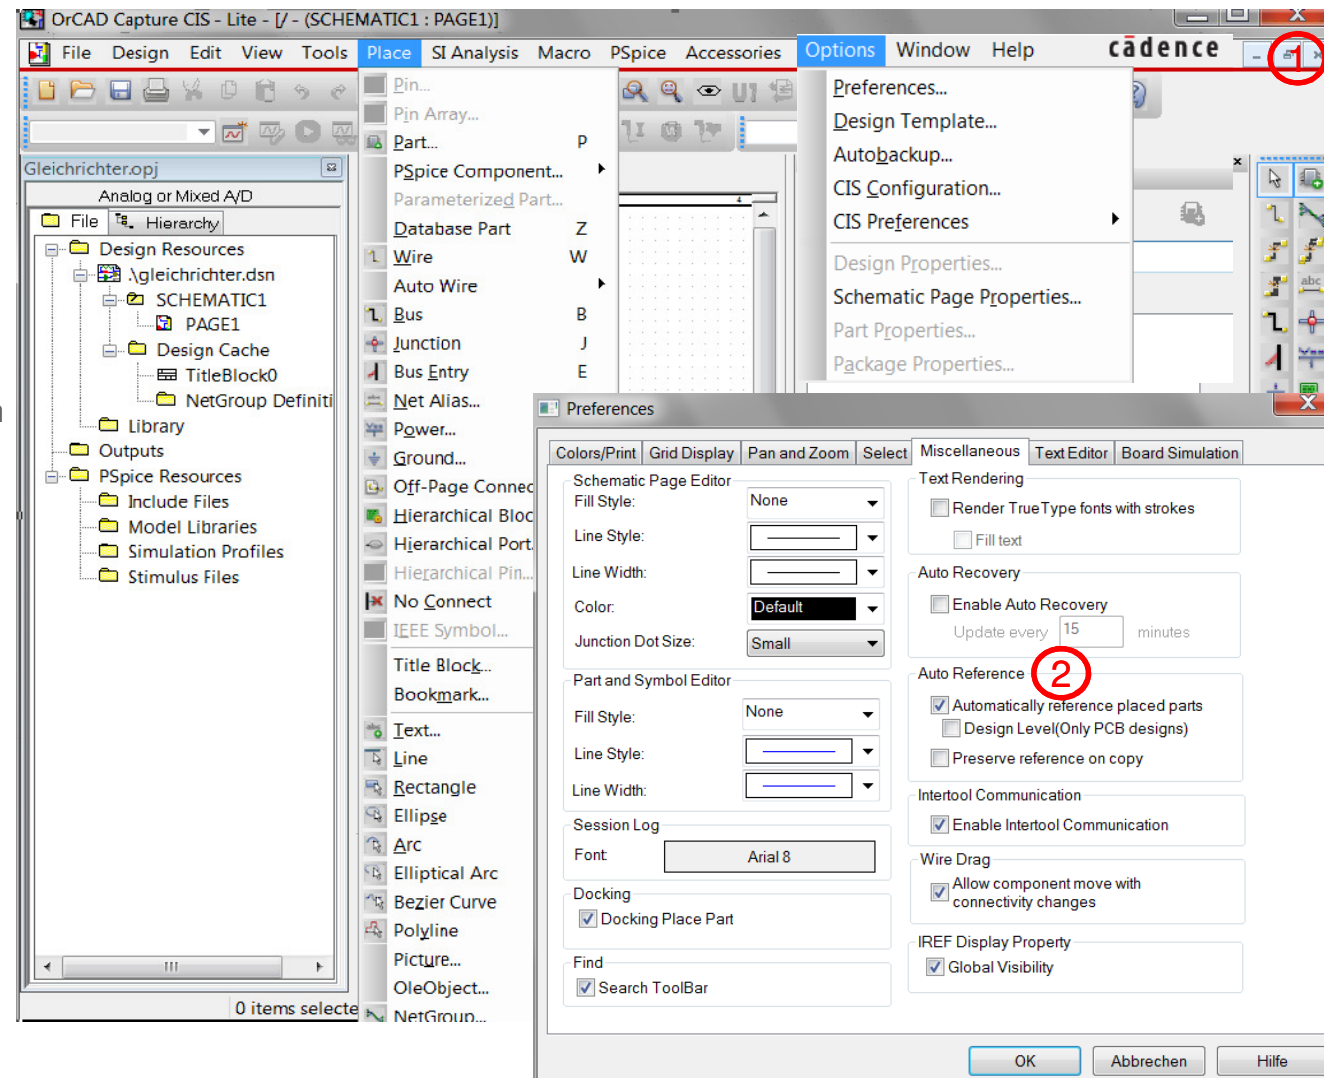 OrCAD Capture CIS - Lite - [/ - (SCHEMATIC1 : PAGE1)]
File Design Edit View Tools Place SI Analysis Macro PSpice Accessories Options Window Help cādence
1
Gleichrichter.opj
Analog or Mixed A/D
File Hierarchy
Design Resources
.\gleichrichter.dsn
SCHEMATIC1
PAGE1
Design Cache
TitleBlock0
NetGroup Definiti
Library
Outputs
PSpice Resources
Include Files
Model Libraries
Simulation Profiles
Stimulus Files
0 items selecte
Pin...
Pin Array...
Part... P
PSpice Component...
Parameterized Part...
Database Part Z
Wire W
Auto Wire
Bus B
Junction J
Bus Entry E
Net Alias...
Power...
Ground...
Off-Page Connec
Hierarchical Bloc
Hierarchical Port.
Hierarchical Pin...
No Connect
IEEE Symbol...
Title Block...
Bookmark...
Text...
Line
Rectangle
Ellipse
Arc
Elliptical Arc
Bezier Curve
Polyline
Picture...
OleObject...
NetGroup...
4
Preferences...
Design Template...
Autobackup...
CIS Configuration...
CIS Preferences
Design Properties...
Schematic Page Properties...
Part Properties...
Package Properties...
abc
Preferences
Colors/Print Grid Display Pan and Zoom Select Miscellaneous Text Editor Board Simulation
Schematic Page Editor
Fill Style: None
Line Style:
Line Width:
Color: Default
Junction Dot Size: Small
Part and Symbol Editor
Fill Style: None
Line Style:
Line Width:
Session Log
Font: Arial 8
Docking
Docking Place Part
Find
Search ToolBar
Text Rendering
Render TrueType fonts with strokes
Fill text
Auto Recovery
Enable Auto Recovery
Update every 15 minutes
Auto Reference 2
Automatically reference placed parts
Design Level(Only PCB designs)
Preserve reference on copy
Intertool Communication
Enable Intertool Communication
Wire Drag
Allow component move with
connectivity changes
IREF Display Property
Global Visibility
OK Abbrechen Hilfe